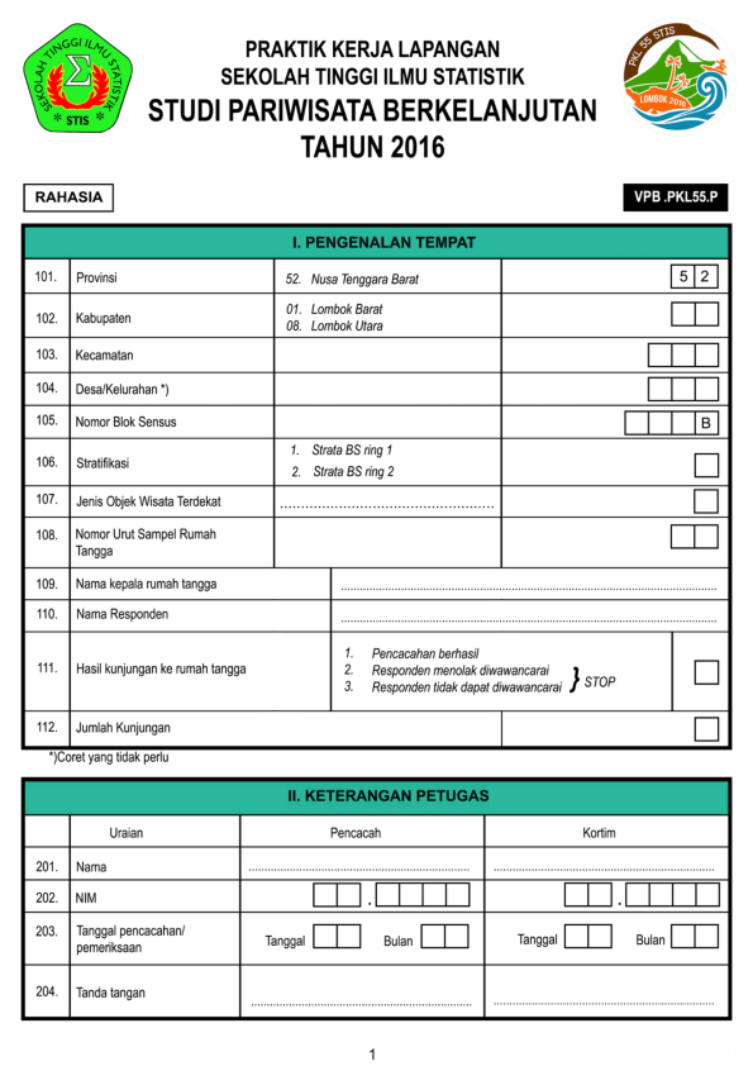 SEKOLAH TINGGI ILMU STATISTIK
* STIS *
PKL 55 STIS
LOMBOK 2016
PRAKTIK KERJA LAPANGAN
SEKOLAH TINGGI ILMU STATISTIK
STUDI PARIWISATA BERKELANJUTAN
TAHUN 2016
RAHASIA
VPB .PKL55.P
I. PENGENALAN TEMPAT
101. Provinsi 52. Nusa Tenggara Barat 5 2
102. Kabupaten 01. Lombok Barat
08. Lombok Utara
103. Kecamatan
104. Desa/Kelurahan *)
105. Nomor Blok Sensus B
106. Stratifikasi 1. Strata BS ring 1
2. Strata BS ring 2
107. Jenis Objek Wisata Terdekat ..................................................
108. Nomor Urut Sampel Rumah
Tangga
109. Nama kepala rumah tangga ..................................................
110. Nama Responden ..................................................
111. Hasil kunjungan ke rumah tangga 1. Pencacahan berhasil
2. Responden menolak diwawancarai
3. Responden tidak dapat diwawancarai } STOP
112. Jumlah Kunjungan
*)Coret yang tidak perlu
II. KETERANGAN PETUGAS
Uraian Pencacah Kortim
201. Nama .................................................. ..................................................
202. NIM . .
203. Tanggal pencacahan/
pemeriksaan Tanggal Bulan Tanggal Bulan
204. Tanda tangan .................................................. ..................................................
1